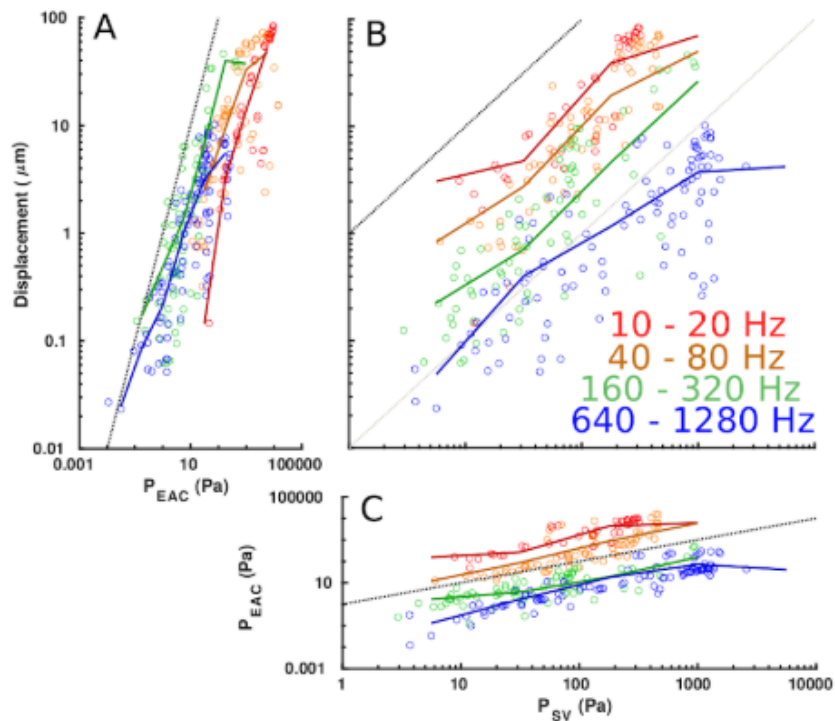 A
B
100
10
1
0.1
0.01
Displacement ( μm)
0.001
10
100000
P_EAC (Pa)
10 - 20 Hz
40 - 80 Hz
160 - 320 Hz
640 - 1280 Hz
C
100000
10
0.001
P_EAC (Pa)
1
10
100
1000
10000
P_SV (Pa)